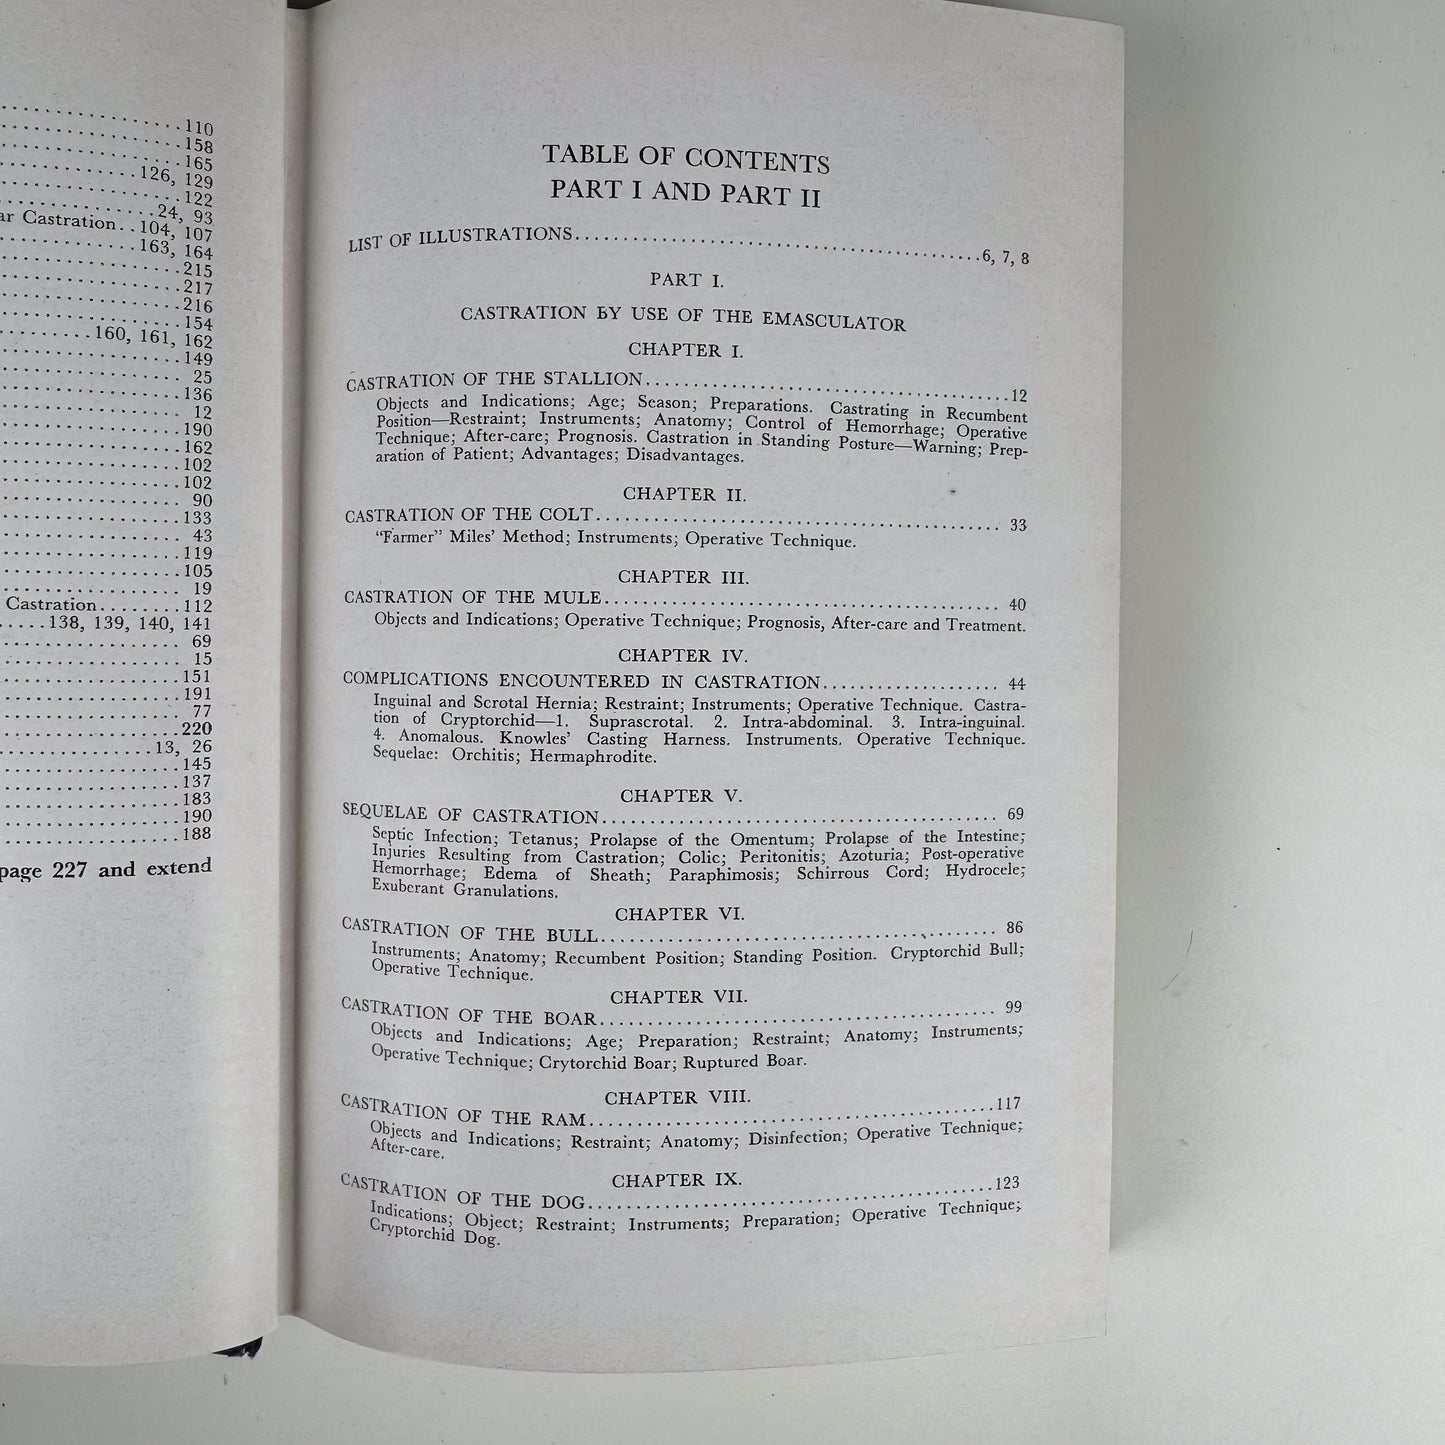 110
158
165
126, 129
122
24, 93
ar Castration..104, 107
163, 164
215
217
216
154
160, 161, 162
149
25
136
12
190
162
102
102
90
133
43
119
105
19
Castration........112
138, 139, 140, 141
69
15
151
191
77
220
13, 26
145
137
183
190
188
page 227 and extend
TABLE OF CONTENTS
PART I AND PART II
LIST OF ILLUSTRATIONS..........6, 7, 8
PART I.
CASTRATION BY USE OF THE EMASCULATOR
CHAPTER I.
CASTRATION OF THE STALLION..........12
Objects and Indications; Age; Season; Preparations. Castrating in Recumbent
Position—Restraint; Instruments; Anatomy; Control of Hemorrhage; Operative
Technique; After-care; Prognosis. Castration in Standing Posture—Warning; Prep-
aration of Patient; Advantages; Disadvantages.
CHAPTER II.
CASTRATION OF THE COLT.......... 33
"Farmer" Miles' Method; Instruments; Operative Technique.
CHAPTER III.
CASTRATION OF THE MULE.......... 40
Objects and Indications; Operative Technique; Prognosis, After-care and Treatment.
CHAPTER IV.
COMPLICATIONS ENCOUNTERED IN CASTRATION.......... 44
Inguinal and Scrotal Hernia; Restraint; Instruments; Operative Technique. Castra-
tion of Cryptorchid—1. Suprascrotal. 2. Intra-abdominal. 3. Intra-inguinal.
4. Anomalous. Knowles' Casting Harness. Instruments. Operative Technique.
Sequelae: Orchitis; Hermaphrodite.
CHAPTER V.
SEQUELAE OF CASTRATION.......... 69
Septic Infection; Tetanus; Prolapse of the Omentum; Prolapse of the Intestine;
Injuries Resulting from Castration; Colic; Peritonitis; Azoturia; Post-operative
Hemorrhage; Edema of Sheath; Paraphimosis; Schirrous Cord; Hydrocele;
Exuberant Granulations.
CHAPTER VI.
CASTRATION OF THE BULL.......... 86
Instruments; Anatomy; Recumbent Position; Standing Position. Cryptorchid Bull;
Operative Technique.
CHAPTER VII.
CASTRATION OF THE BOAR.......... 99
Objects and Indications; Age; Preparation; Restraint; Anatomy; Instruments;
Operative Technique; Crytorchid Boar; Ruptured Boar.
CHAPTER VIII.
CASTRATION OF THE RAM..........117
Objects and Indications; Restraint; Anatomy; Disinfection; Operative Technique;
After-care.
CHAPTER IX.
CASTRATION OF THE DOG..........123
Indications; Object; Restraint; Instruments; Preparation; Operative Technique;
Cryptorchid Dog.